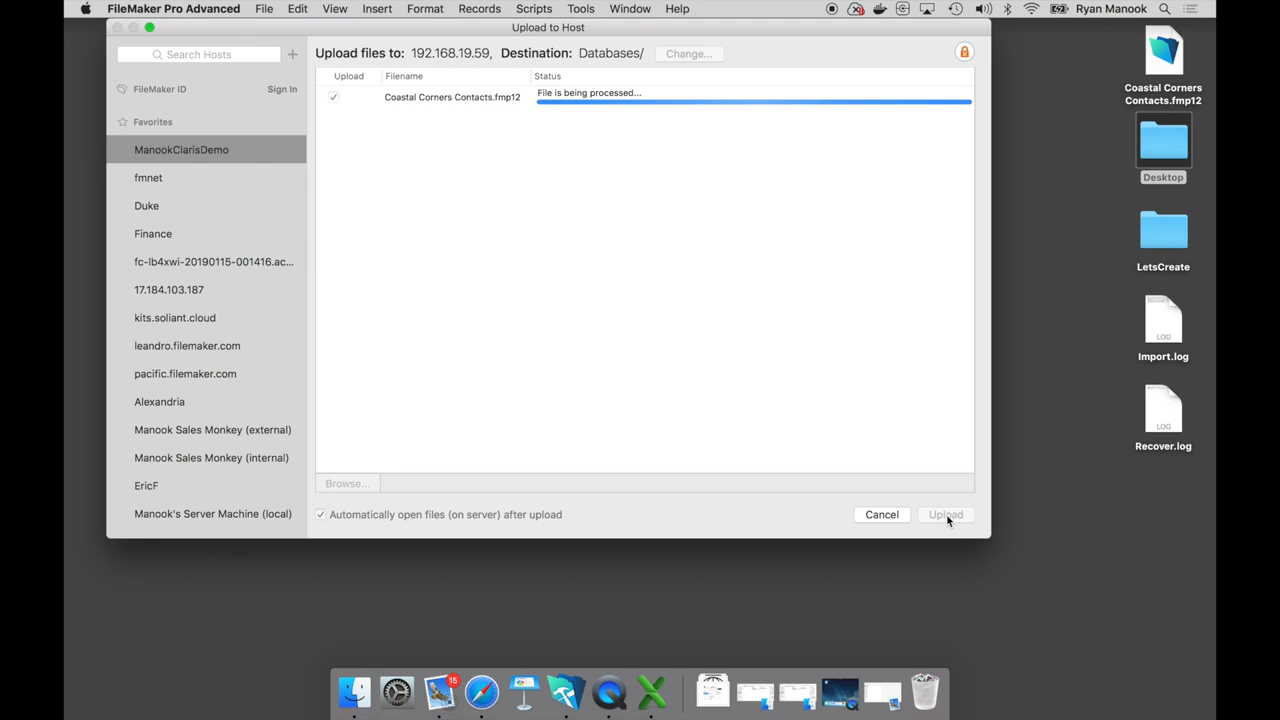 FileMaker Pro Advanced File Edit View Insert Format Records Scripts Tools Window Help Ryan Manook
Upload to Host
Search Hosts
FileMaker ID Sign In
Favorites
ManookClarisDemo
fmnet
Duke
Finance
fc-lb4xwi-20190115-001416.ac...
17.184.103.187
kits.soliant.cloud
leandro.filemaker.com
pacific.filemaker.com
Alexandria
Manook Sales Monkey (external)
Manook Sales Monkey (internal)
EricF
Manook's Server Machine (local)
Upload files to: 192.168.19.59, Destination: Databases/ Change...
Upload Filename Status
Coastal Corners Contacts.fmp12 File is being processed...
Browse...
Automatically open files (on server) after upload
Cancel Upload
Coastal Corners
Contacts.fmp12
Desktop
LetsCreate
LOG
Import.log
LOG
Recover.log
15